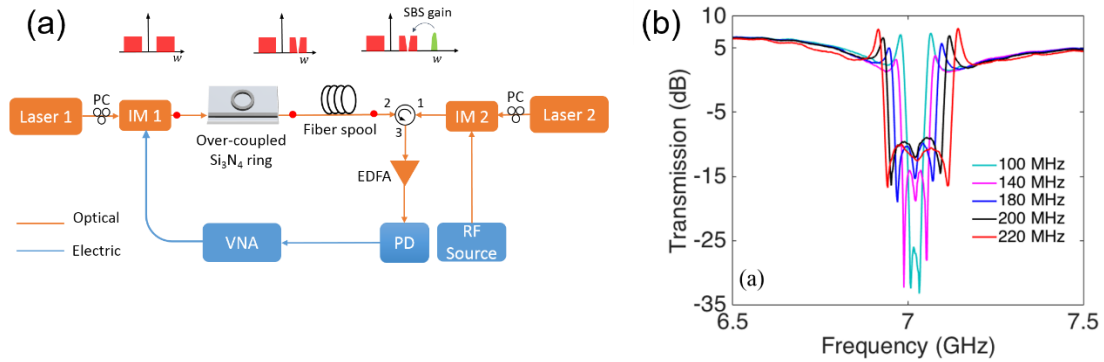 (a)
SBS gain
w
w
w
PC
Laser 1
IM 1
Over-coupled
Si₃N₄ ring
Fiber spool
2
1
3
IM 2
PC
Laser 2
EDFA
Optical
Electric
VNA
PD
RF
Source
(b)
Transmission (dB)
10
5
-5
-15
-25
-35
100 MHz
140 MHz
180 MHz
200 MHz
220 MHz
(a)
6.5
7
7.5
Frequency (GHz)